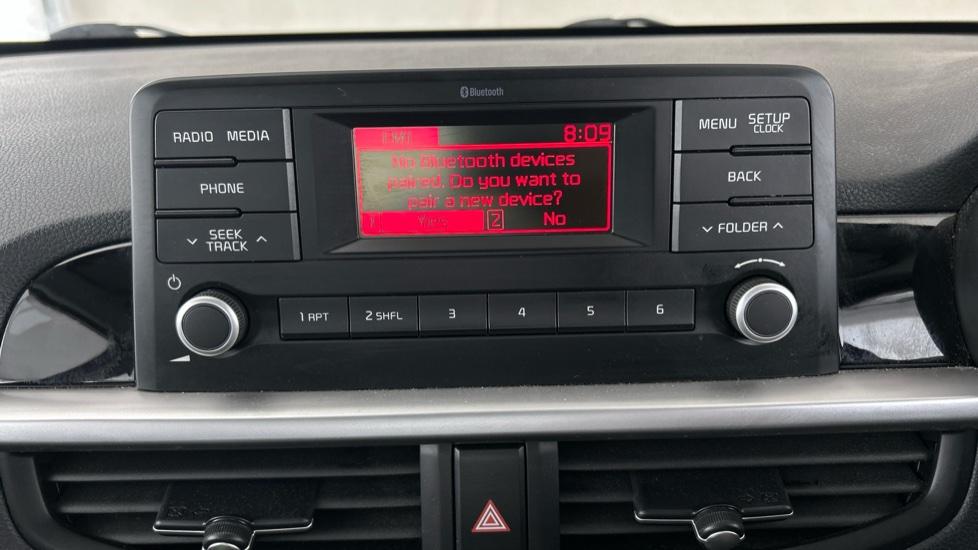 Bluetooth
RADIO MEDIA
PHONE
SEEK
TRACK
8:09
No Bluetooth devices
paired. Do you want to
pair a new device?
1 Yes 2 No
MENU SETUP
CLOCK
BACK
FOLDER
1 RPT 2 SHFL 3 4 5 6